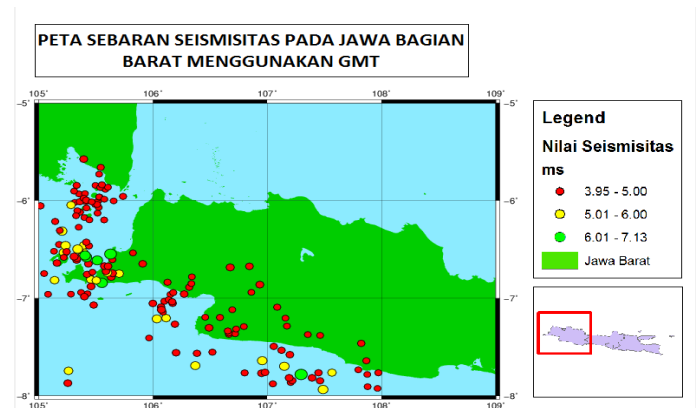 PETA SEBARAN SEISMISITAS PADA JAWA BAGIAN
BARAT MENGGUNAKAN GMT
105° 106° 107° 108° 109°
-5° -5°
-6° -6°
-7° -7°
-8° -8°
105° 106° 107° 108° 109°
Legend
Nilai Seismisitas
ms
3.95 - 5.00
5.01 - 6.00
6.01 - 7.13
Jawa Barat